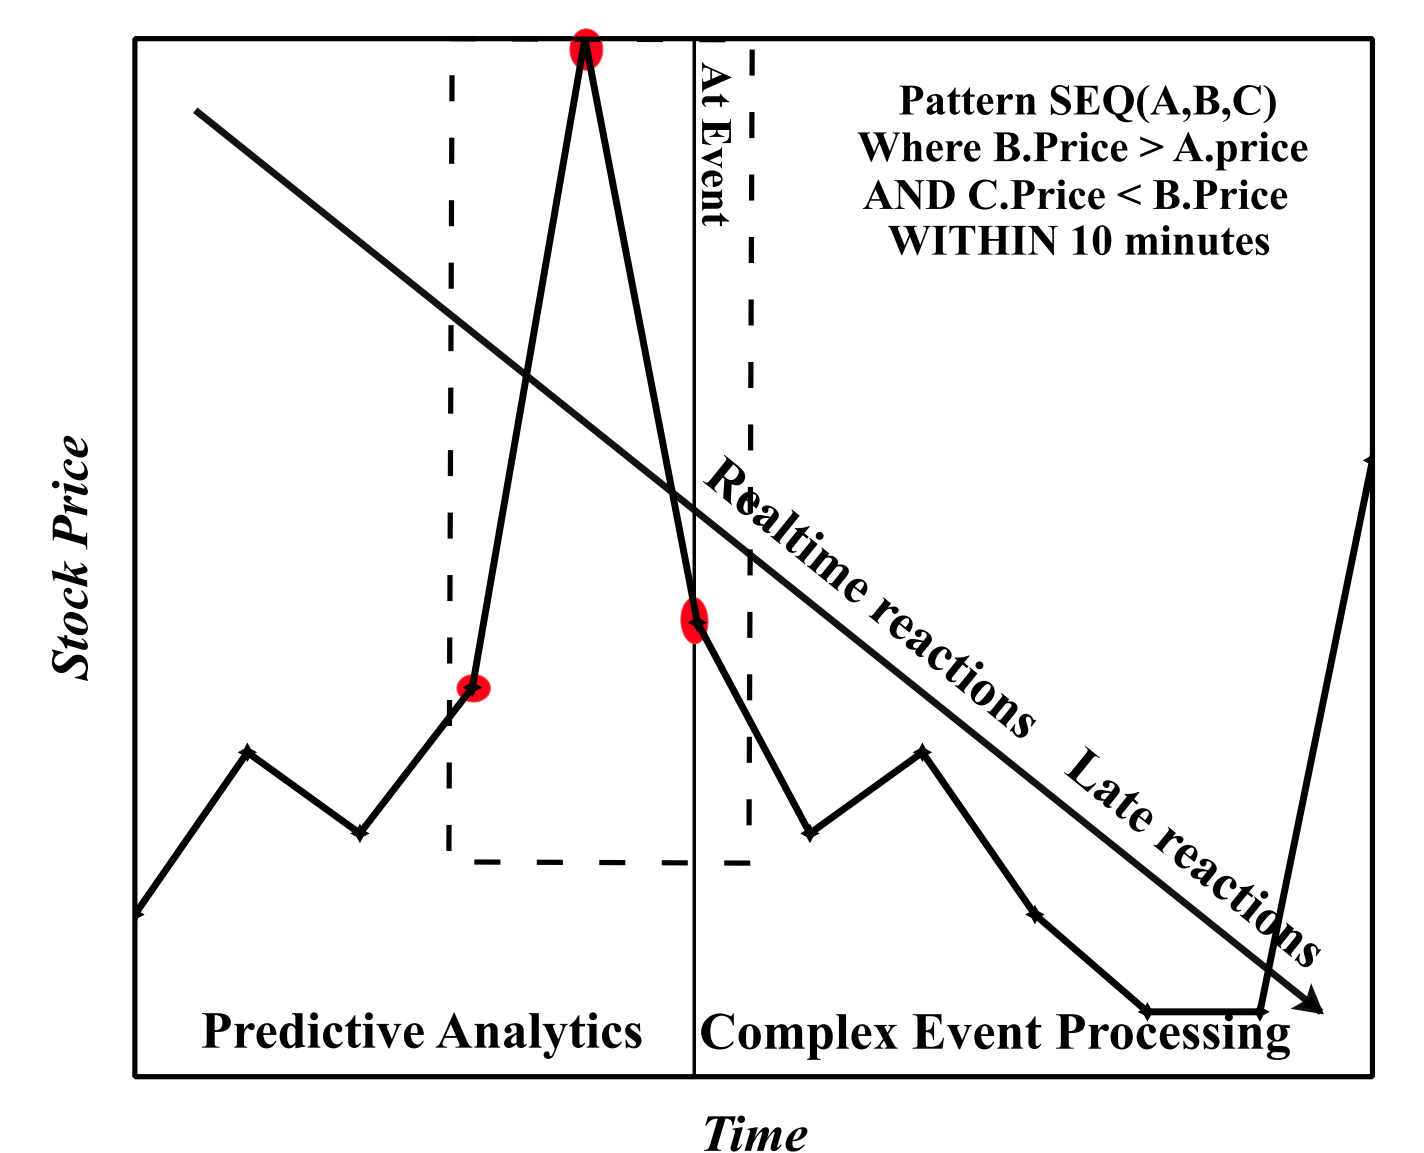 Pattern SEQ(A,B,C)
Where B.Price > A.price
AND C.Price < B.Price
WITHIN 10 minutes
At Event
Stock Price
Realtime reactions
Late reactions
Predictive Analytics
Complex Event Processing
Time